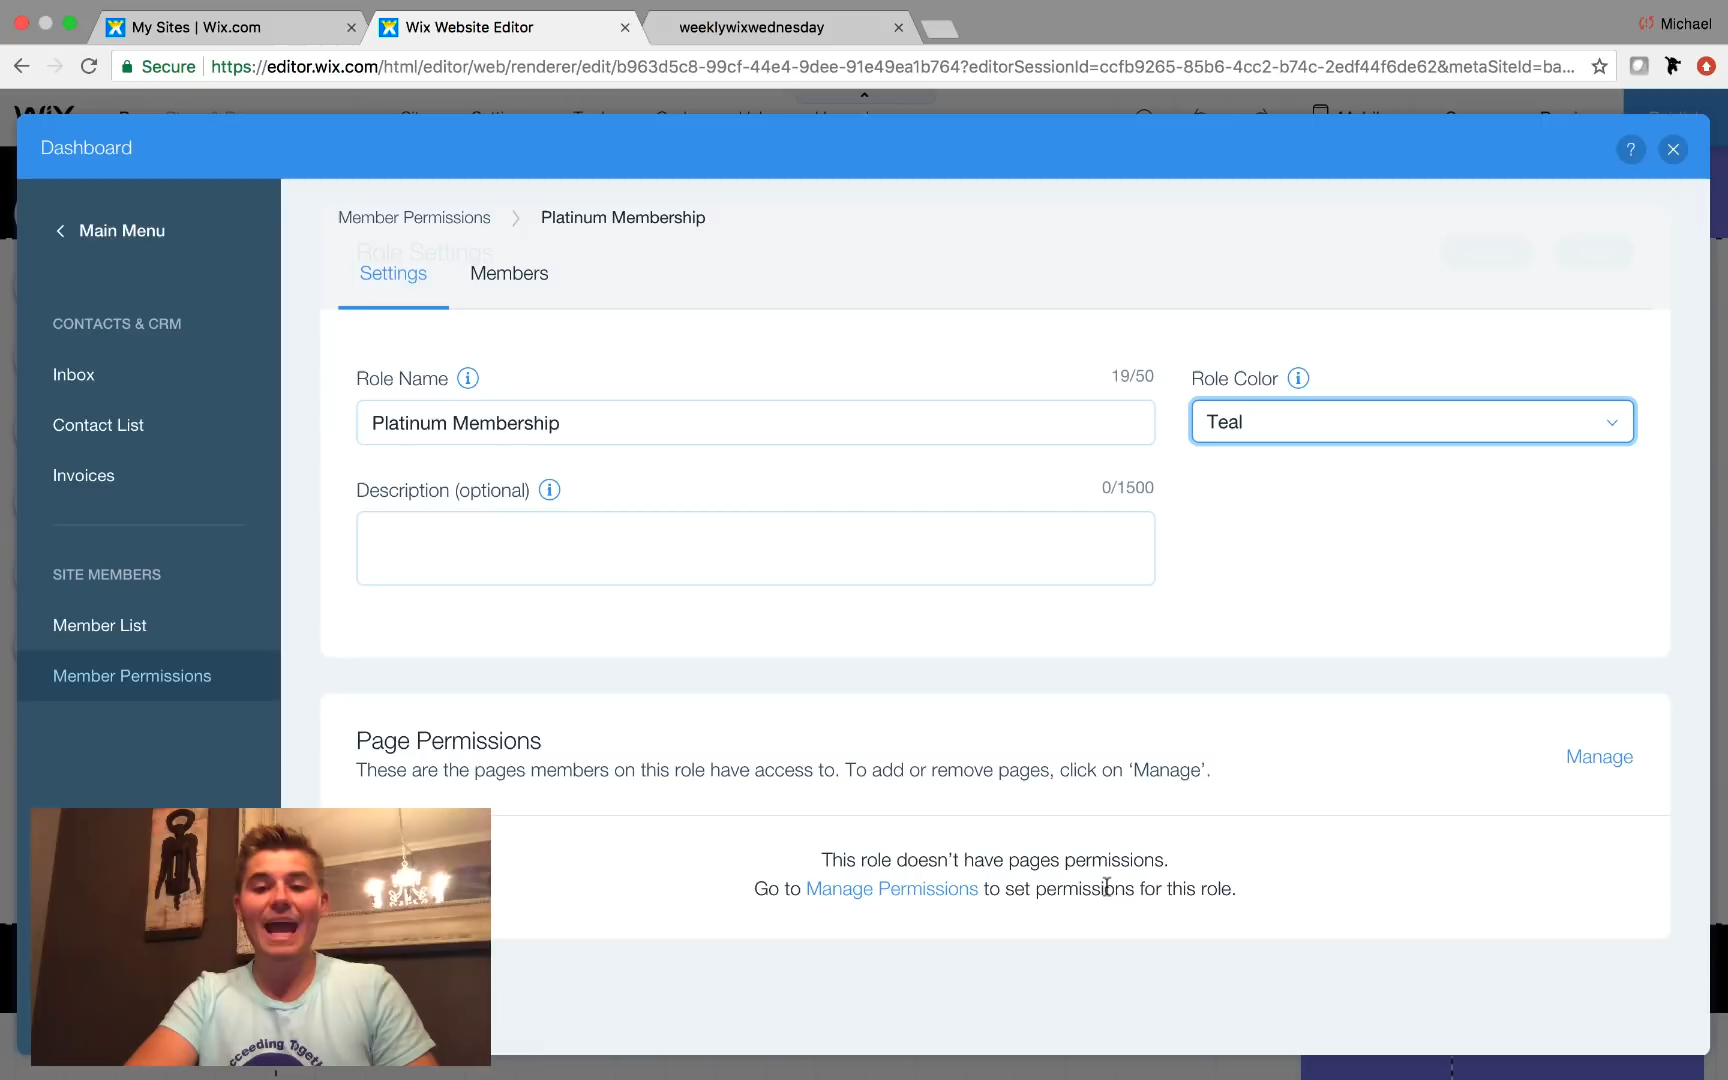 My Sites | Wix.com
Wix Website Editor
weeklywixwednesday
Michael
Secure
https://editor.wix.com/html/editor/web/renderer/edit/b963d5c8-99cf-44e4-9dee-91e49ea1b764?editorSessionId=ccfb9265-85b6-4cc2-b74c-2edf44f6de62&metaSiteId=ba...
WiX
Dashboard
?
Main Menu
CONTACTS & CRM
Inbox
Contact List
Invoices
SITE MEMBERS
Member List
Member Permissions
Member Permissions > Platinum Membership
Role Settings
Settings
Members
Role Name i
19/50
Role Color i
Platinum Membership
Teal
Description (optional) i
0/1500
Page Permissions
These are the pages members on this role have access to. To add or remove pages, click on ‘Manage’.
Manage
This role doesn’t have pages permissions.
Go to Manage Permissions to set permissions for this role.
cceeding Togeth